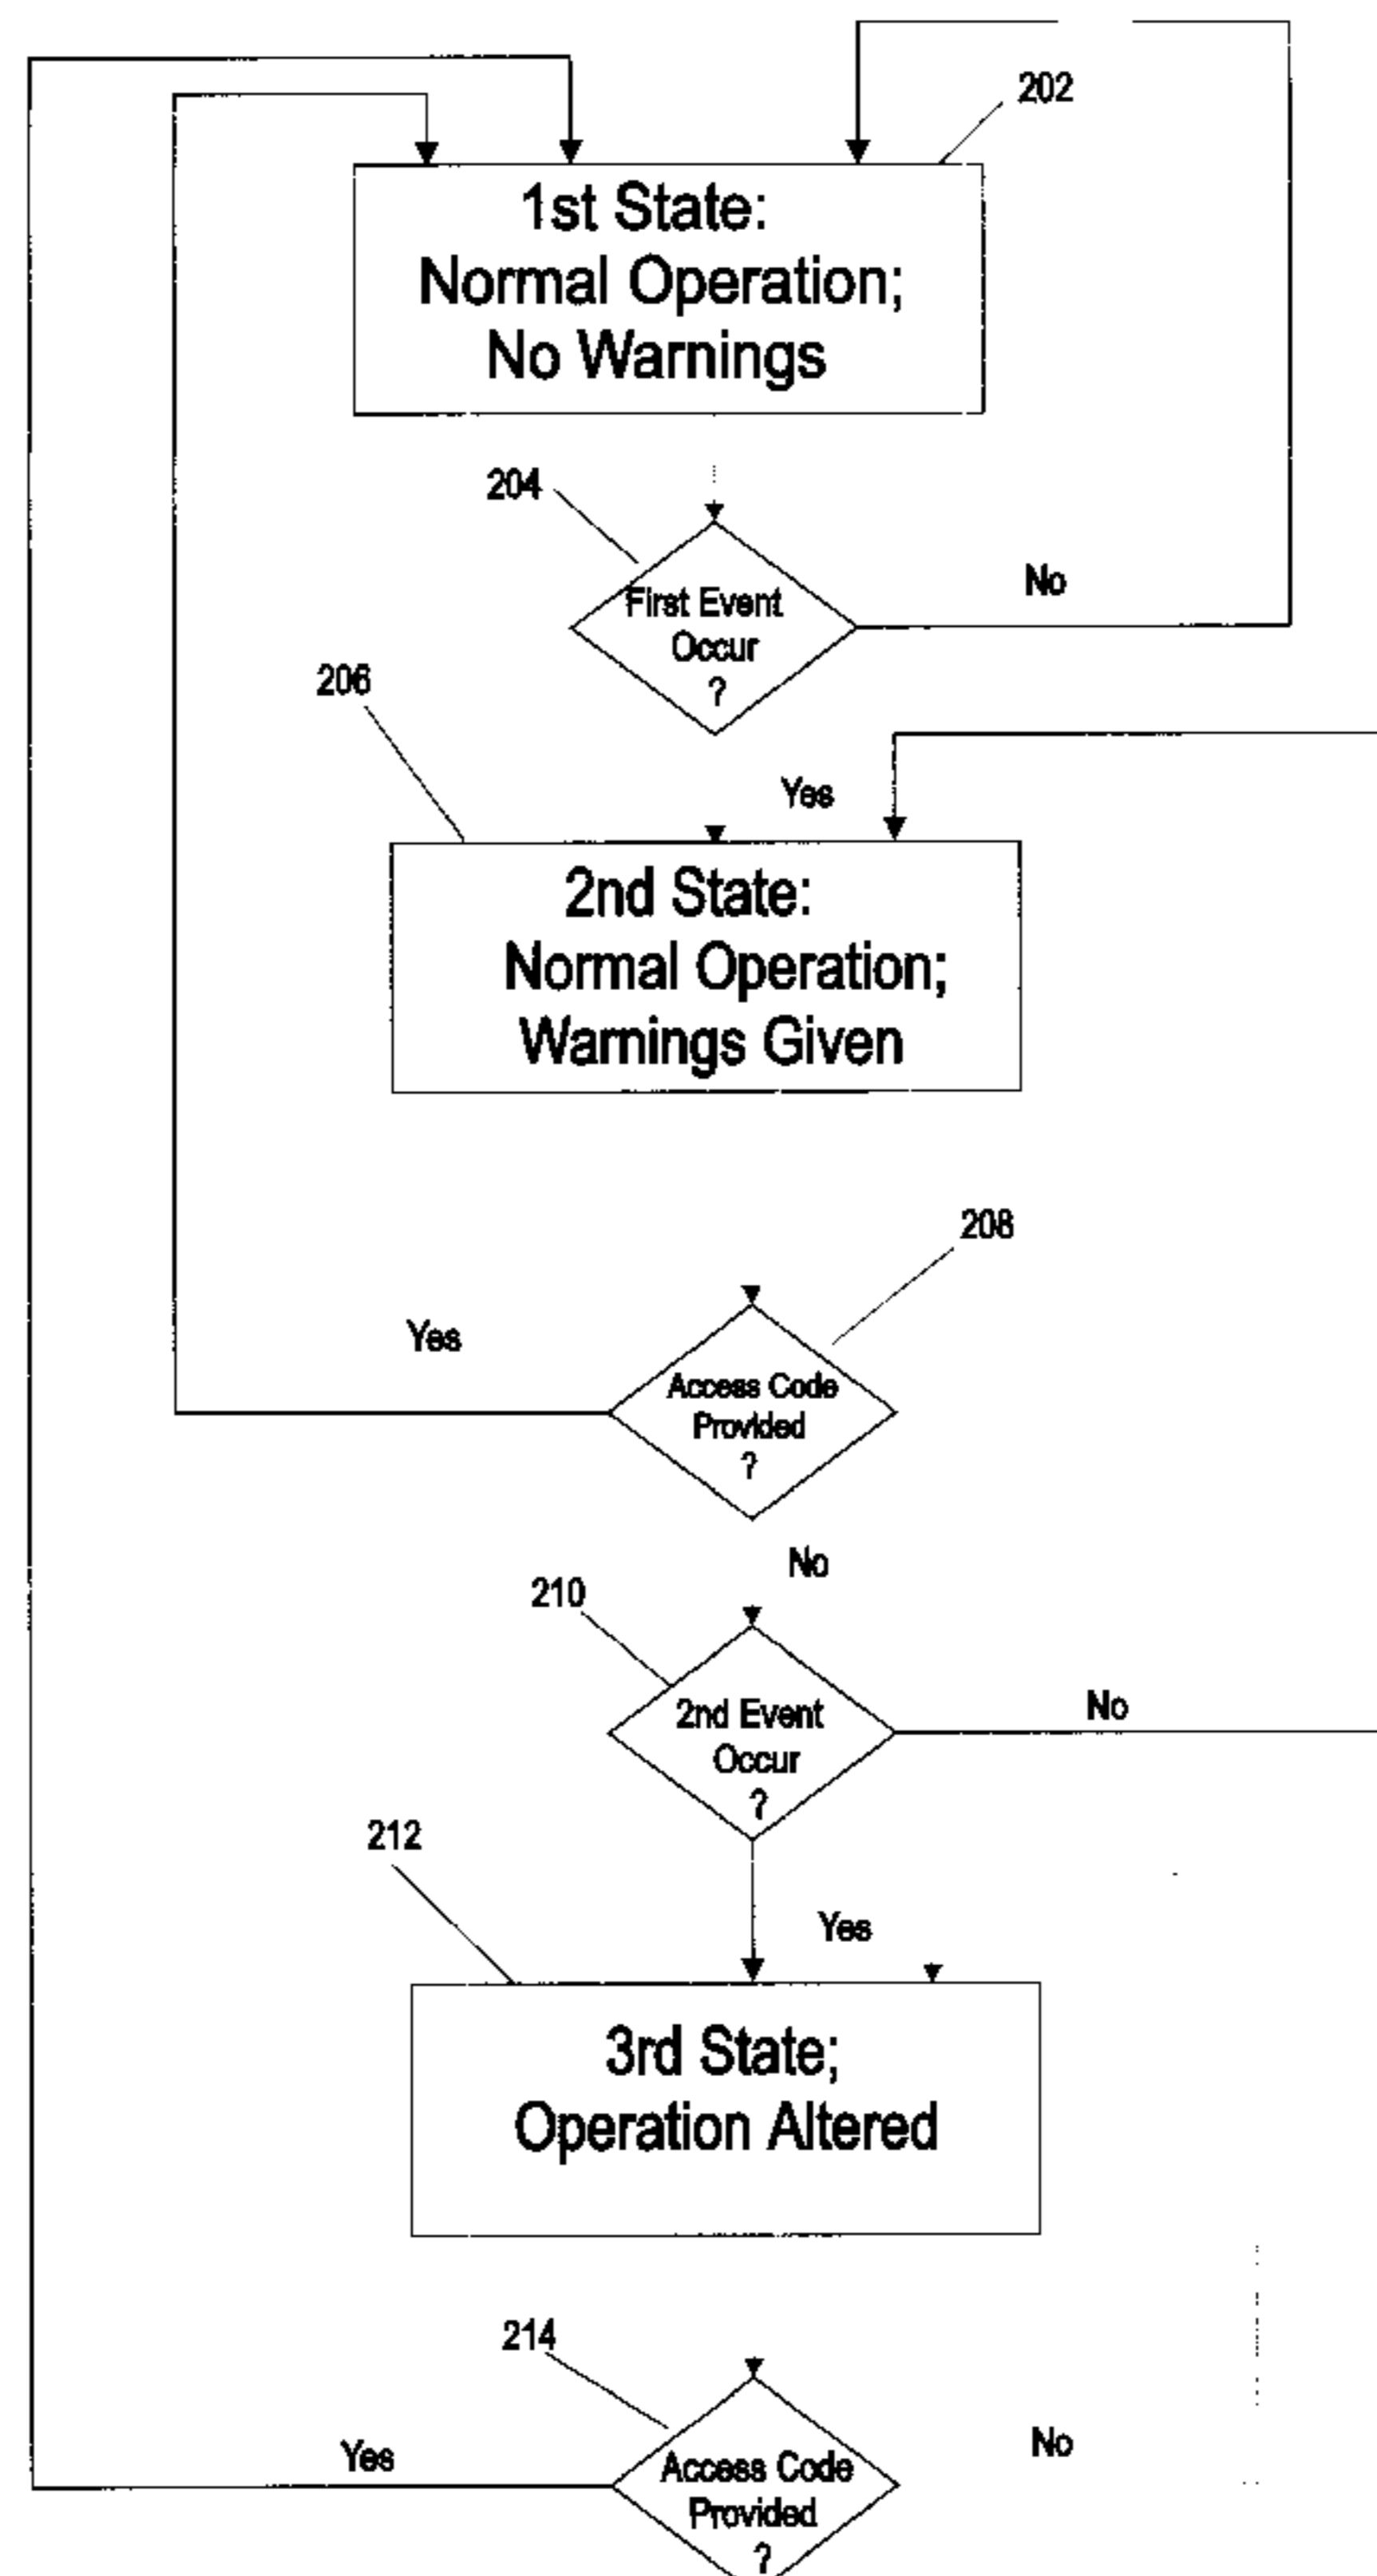 202
1st State:
Normal Operation;
No Warnings
204
First Event
Occur
?
No
206
Yes
2nd State:
Normal Operation;
Warnings Given
208
Yes
Access Code
Provided
?
No
210
2nd Event
Occur
?
No
212
Yes
3rd State;
Operation Altered
214
Yes
Access Code
Provided
?
No